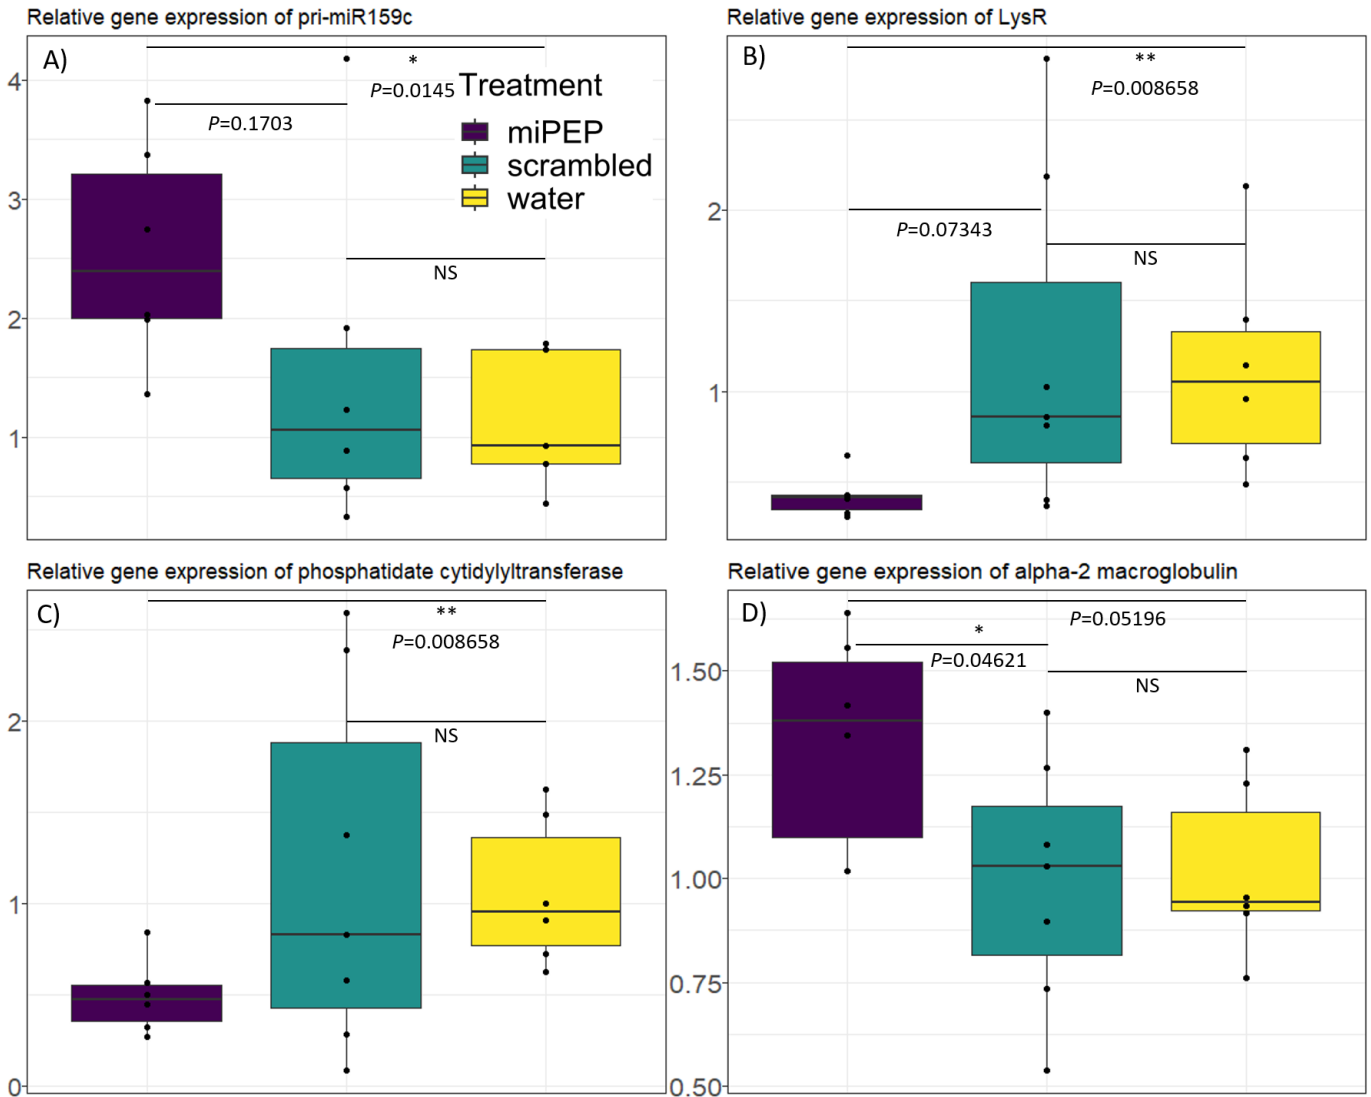 Relative gene expression of pri-miR159c
A)
*
P=0.0145
P=0.1703
Treatment
miPEP
scrambled
water
NS
4
3
2
1
Relative gene expression of LysR
B)
**
P=0.008658
P=0.07343
NS
2
1
Relative gene expression of phosphatidate cytidylyltransferase
C)
**
P=0.008658
NS
2
1
0
Relative gene expression of alpha-2 macroglobulin
D)
P=0.05196
*
P=0.04621
NS
1.50
1.25
1.00
0.75
0.50